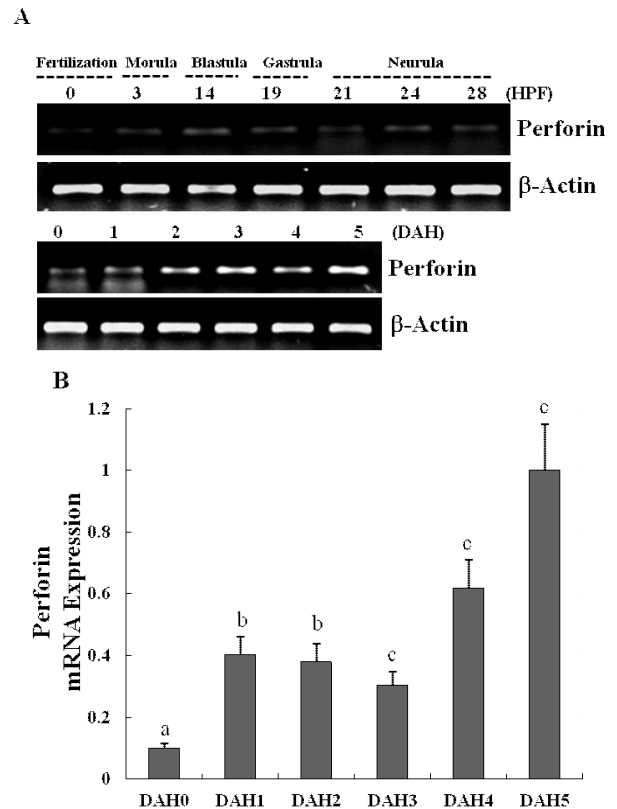 A
Fertilization Morula Blastula Gastrula Neurula
0 3 14 19 21 24 28 (HPF)
Perforin
β-Actin
0 1 2 3 4 5 (DAH)
Perforin
β-Actin
B
Perforin
mRNA Expression
1.2
1
0.8
0.6
0.4
0.2
0
a
b
b
c
c
c
DAH0 DAH1 DAH2 DAH3 DAH4 DAH5